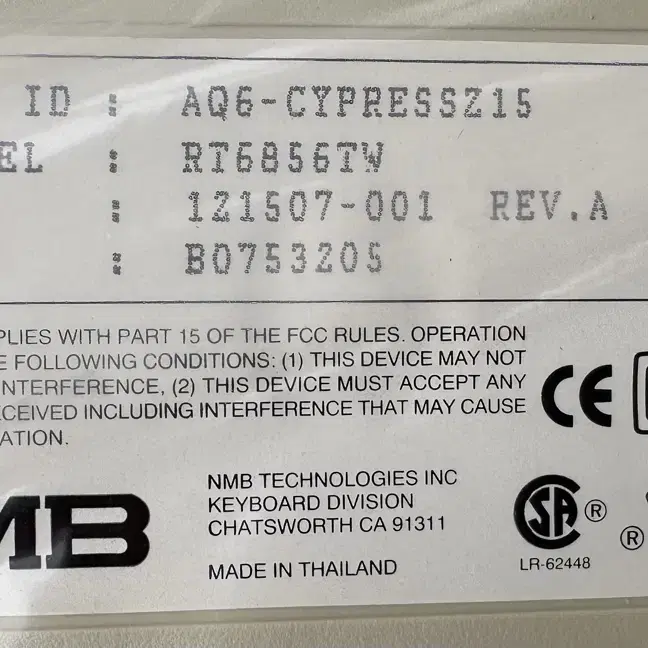 ID : AQ6-CYPRESSZ15
EL : RT6856TW
: 121507-001 REV.A
: B0753205
PLIES WITH PART 15 OF THE FCC RULES. OPERATION
E FOLLOWING CONDITIONS: (1) THIS DEVICE MAY NOT
INTERFERENCE, (2) THIS DEVICE MUST ACCEPT ANY
CEIVED INCLUDING INTERFERENCE THAT MAY CAUSE
ATION.
CE
MB
NMB TECHNOLOGIES INC
KEYBOARD DIVISION
CHATSWORTH CA 91311
MADE IN THAILAND
SA ®
LR-62448
®